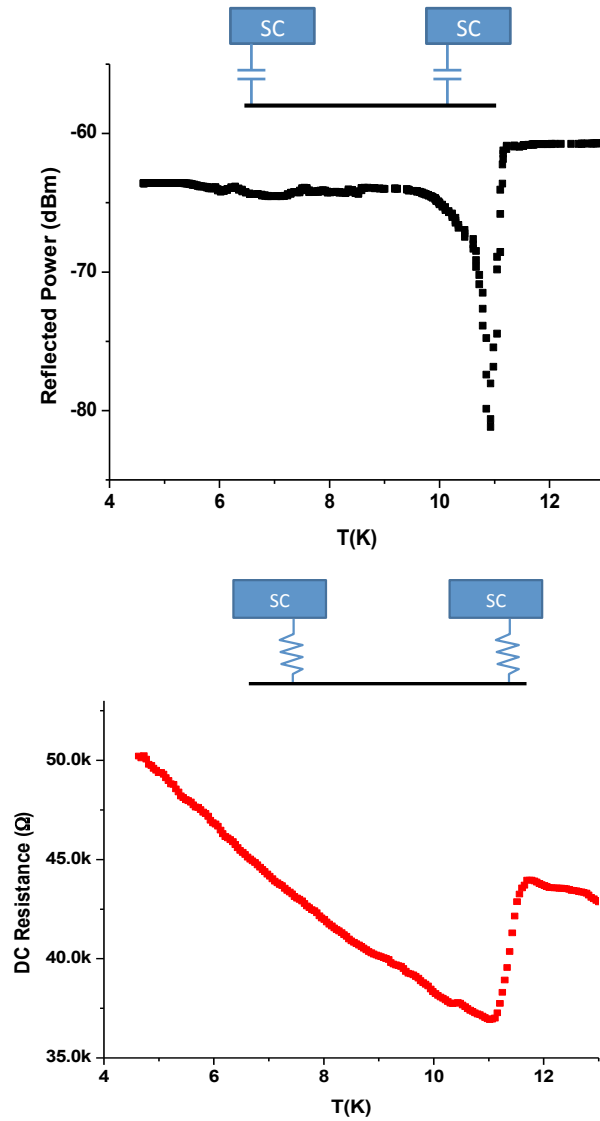 SC SC
-60
-70
-80
Reflected Power (dBm)
4 6 8 10 12
T(K)
SC SC
50.0k
45.0k
40.0k
35.0k
DC Resistance (Ω)
4 6 8 10 12
T(K)